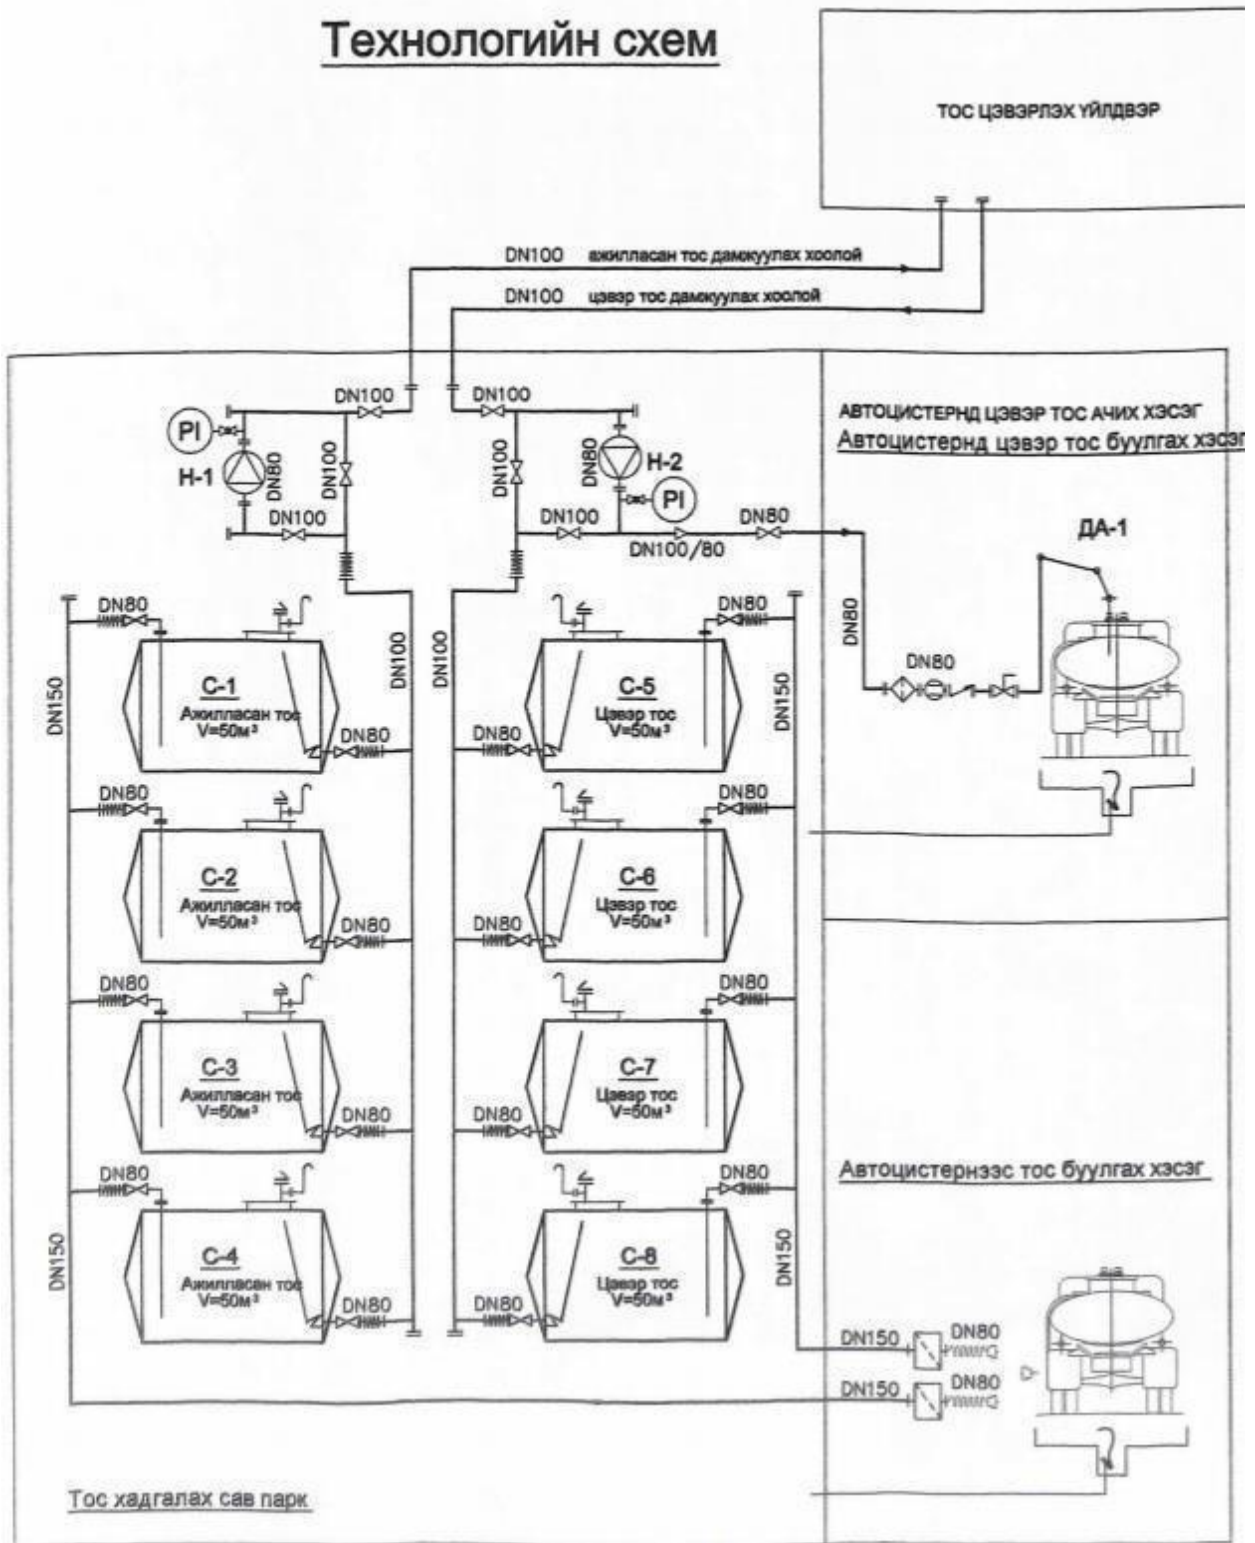 Технологийн схем
ТОС ЦЭВЭРЛЭХ ҮЙЛДВЭР
DN100 ажилласан тос дамжуулах хоолой
DN100 цэвэр тос дамжуулах хоолой
DN100
DN100
PI
Н-1
DN80
DN100
DN100
DN100
DN80
Н-2
PI
DN100
DN100/80
DN80
АВТОЦИСТЕРНД ЦЭВЭР ТОС АЧИХ ХЭСЭГ
Автоцистернд цэвэр тос буулгах хэсэг
ДА-1
DN80
DN80
DN80
DN150
С-1
Ажилласан тос
V=50м³
DN80
DN100
DN100
DN80
С-5
Цэвэр тос
V=50м³
DN80
DN150
DN80
С-2
Ажилласан тос
V=50м³
DN80
DN80
С-6
Цэвэр тос
V=50м³
DN80
DN80
С-3
Ажилласан тос
V=50м³
DN80
DN80
С-7
Цэвэр тос
V=50м³
DN80
DN80
DN150
С-4
Ажилласан тос
V=50м³
DN80
DN80
С-8
Цэвэр тос
V=50м³
DN80
DN150
Автоцистернээс тос буулгах хэсэг
DN150 DN80
DN150 DN80
Тос хадгалах сав парк